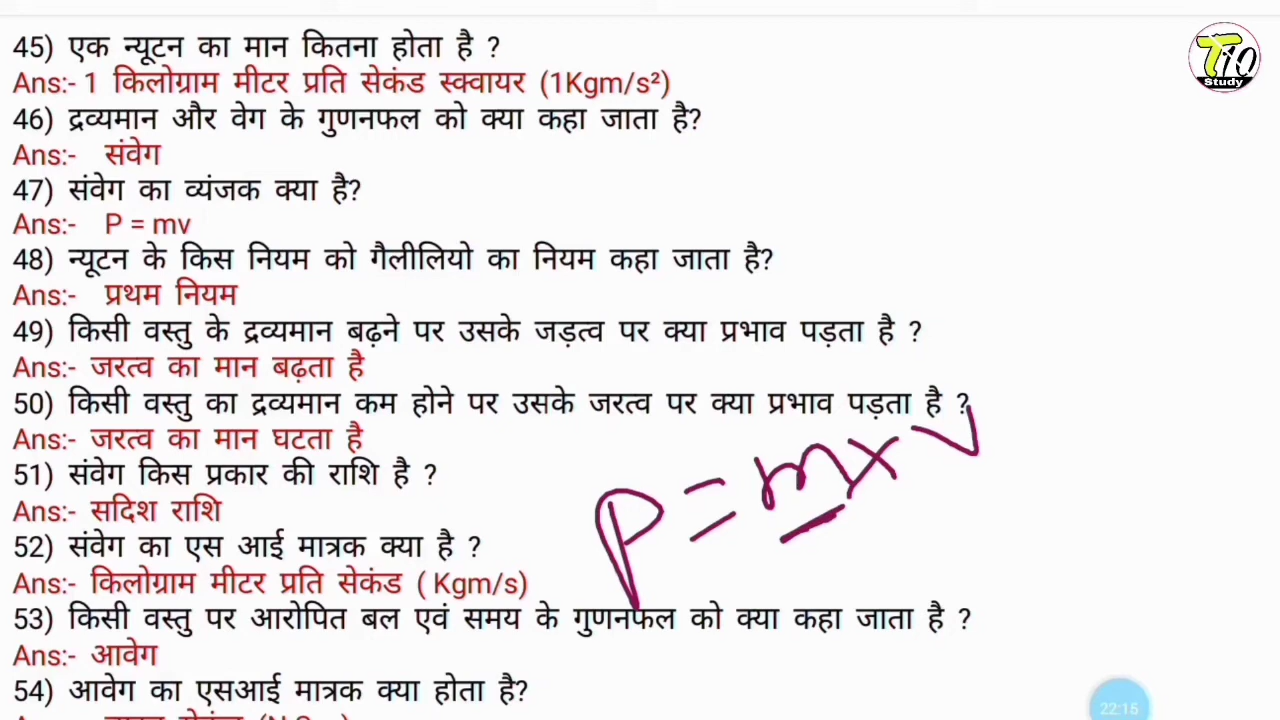 45) एक न्यूटन का मान कितना होता है ?
Ans:- 1 किलोग्राम मीटर प्रति सेकंड स्क्वायर (1Kgm/s²)
46) द्रव्यमान और वेग के गुणनफल को क्या कहा जाता है?
Ans:- संवेग
47) संवेग का व्यंजक क्या है?
Ans:- P = mv
48) न्यूटन के किस नियम को गैलीलियो का नियम कहा जाता है?
Ans:- प्रथम नियम
49) किसी वस्तु के द्रव्यमान बढ़ने पर उसके जड़त्व पर क्या प्रभाव पड़ता है ?
Ans:- जरत्व का मान बढ़ता है
50) किसी वस्तु का द्रव्यमान कम होने पर उसके जरत्व पर क्या प्रभाव पड़ता है ?
Ans:- जरत्व का मान घटता है
51) संवेग किस प्रकार की राशि है ?
Ans:- सदिश राशि
52) संवेग का एस आई मात्रक क्या है ?
Ans:- किलोग्राम मीटर प्रति सेकंड ( Kgm/s)
53) किसी वस्तु पर आरोपित बल एवं समय के गुणनफल को क्या कहा जाता है ?
Ans:- आवेग
54) आवेग का एसआई मात्रक क्या होता है?
P = m x v
Study
22:15